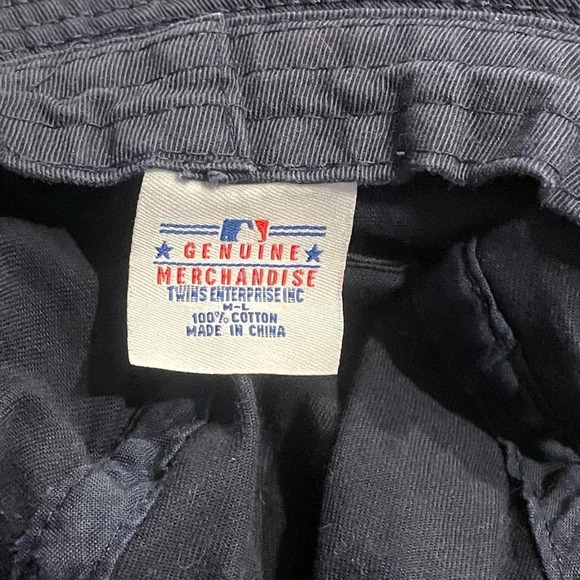 GENUINE
MERCHANDISE
TWINS ENTERPRISE INC
M-L
100% COTTON
MADE IN CHINA